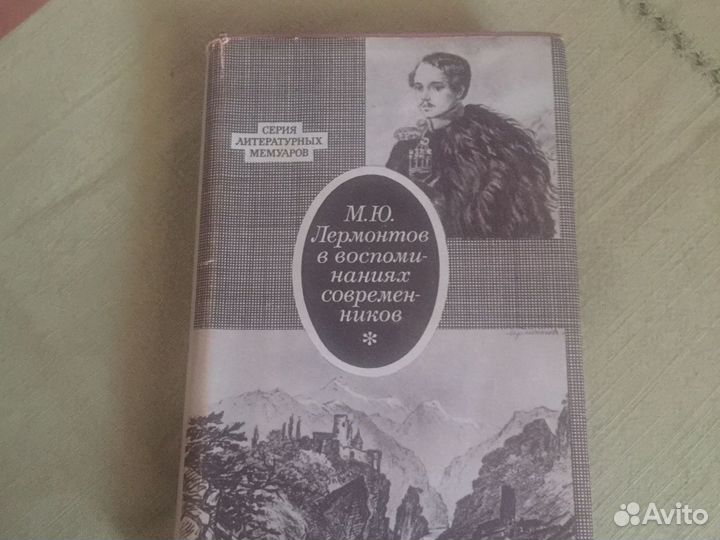 СЕРИЯ
ЛИТЕРАТУРНЫХ
МЕМУАРОВ
М.Ю.
Лермонтов
в воспоми-
наниях
современ-
ников
*
Avito